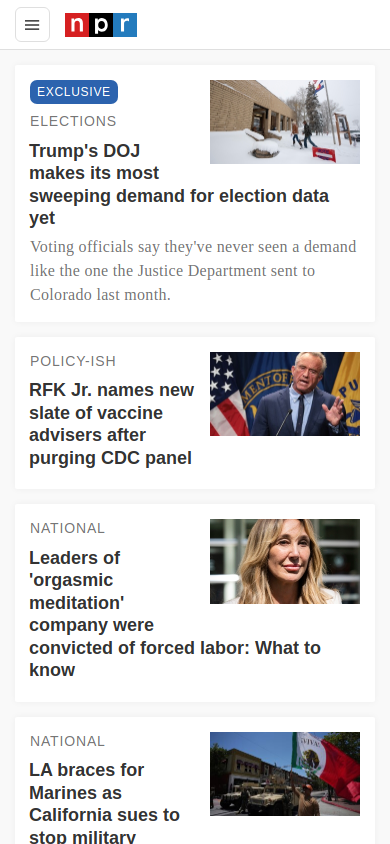 npr
EXCLUSIVE
ELECTIONS
Trump's DOJ
makes its most
sweeping demand for election data
yet
Voting officials say they've never seen a demand
like the one the Justice Department sent to
Colorado last month.
POLICY-ISH
RFK Jr. names new
slate of vaccine
advisers after
purging CDC panel
NATIONAL
Leaders of
'orgasmic
meditation'
company were
convicted of forced labor: What to
know
NATIONAL
LA braces for
Marines as
California sues to
stop military